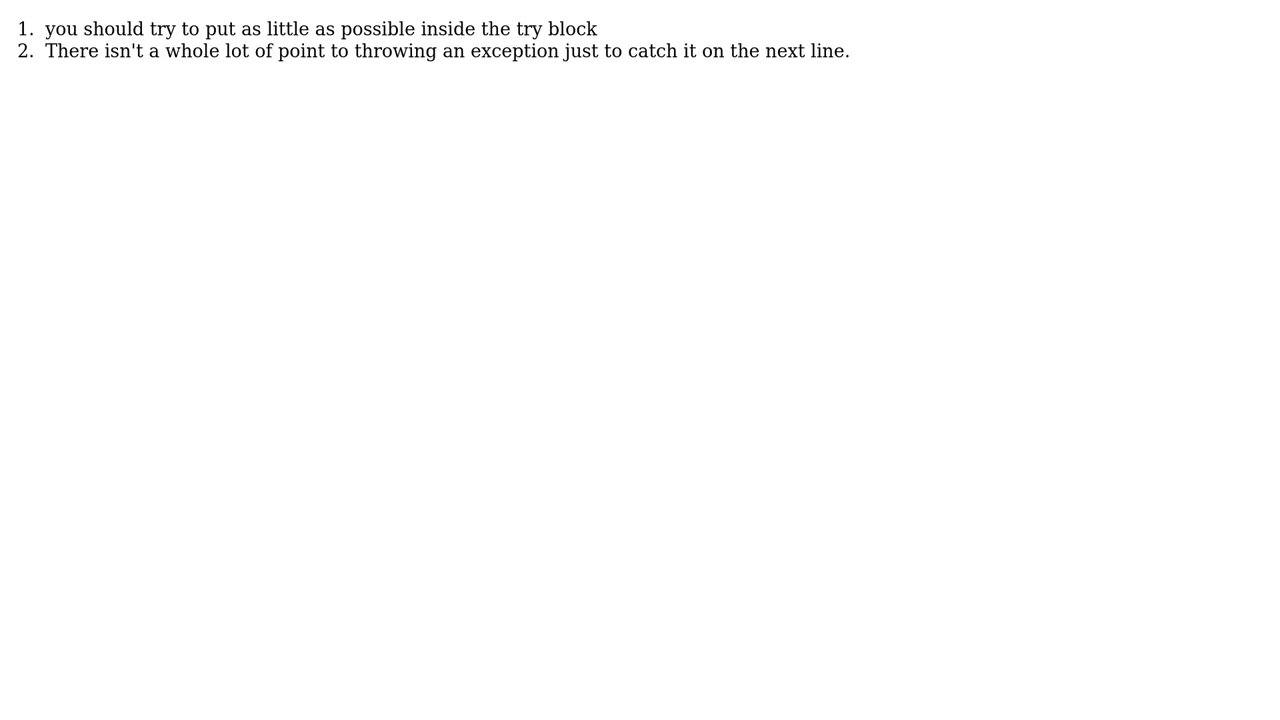 1. you should try to put as little as possible inside the try block
2. There isn't a whole lot of point to throwing an exception just to catch it on the next line.